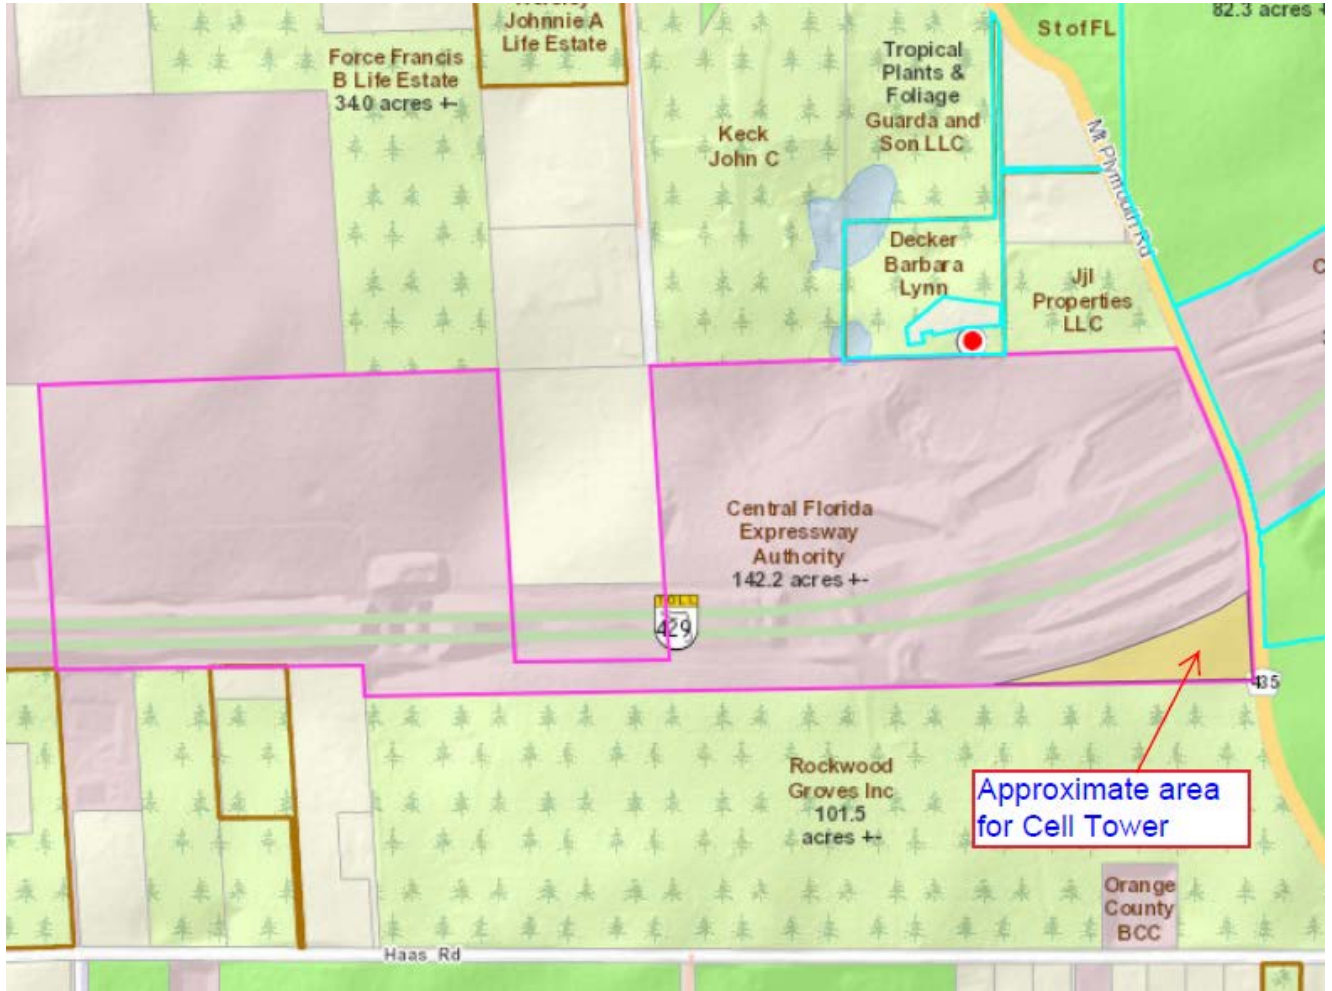 Johnnie A
Life Estate
Force Francis
B Life Estate
34.0 acres +-
Keck
John C
Tropical
Plants &
Foliage
Guarda and
Son LLC
St of FL
82.3 acres +
Mt Plymouth Rd
Decker
Barbara
Lynn
Jjl
Properties
LLC
C
Central Florida
Expressway
Authority
142.2 acres +-
TOLL
429
435
Rockwood
Groves Inc
101.5
acres +-
Approximate area
for Cell Tower
Orange
County
BCC
Haas Rd